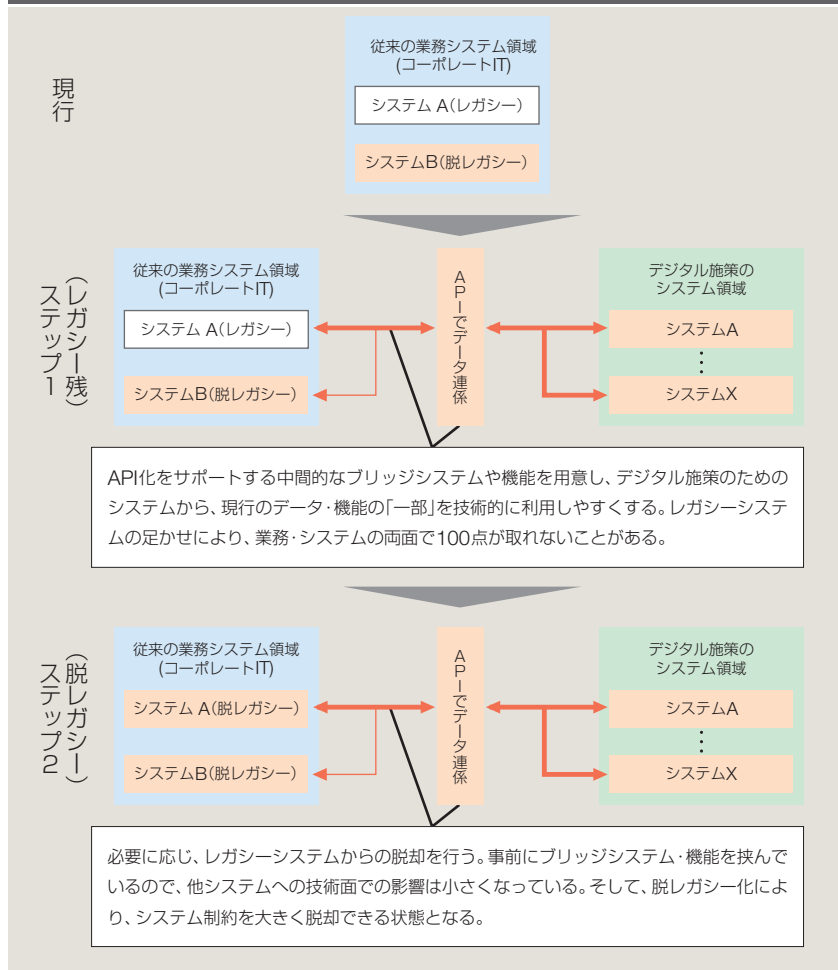 現行
従来の業務システム領域
(コーポレートIT)
システム A(レガシー)
システムB(脱レガシー)
ステップ1
(レガシー残)
従来の業務システム領域
(コーポレートIT)
システム A(レガシー)
システムB(脱レガシー)
APIでデータ連係
デジタル施策の
システム領域
システムA
システムX
API化をサポートする中間的なブリッジシステムや機能を用意し、デジタル施策のための
システムから、現行のデータ・機能の「一部」を技術的に利用しやすくする。レガシーシステ
ムの足かせにより、業務・システムの両面で100点が取れないことがある。
ステップ2
(脱レガシー)
従来の業務システム領域
(コーポレートIT)
システム A(脱レガシー)
システムB(脱レガシー)
APIでデータ連係
デジタル施策の
システム領域
システムA
システムX
必要に応じ、レガシーシステムからの脱却を行う。事前にブリッジシステム・機能を挟んで
いるので、他システムへの技術面での影響は小さくなっている。そして、脱レガシー化によ
り、システム制約を大きく脱却できる状態となる。